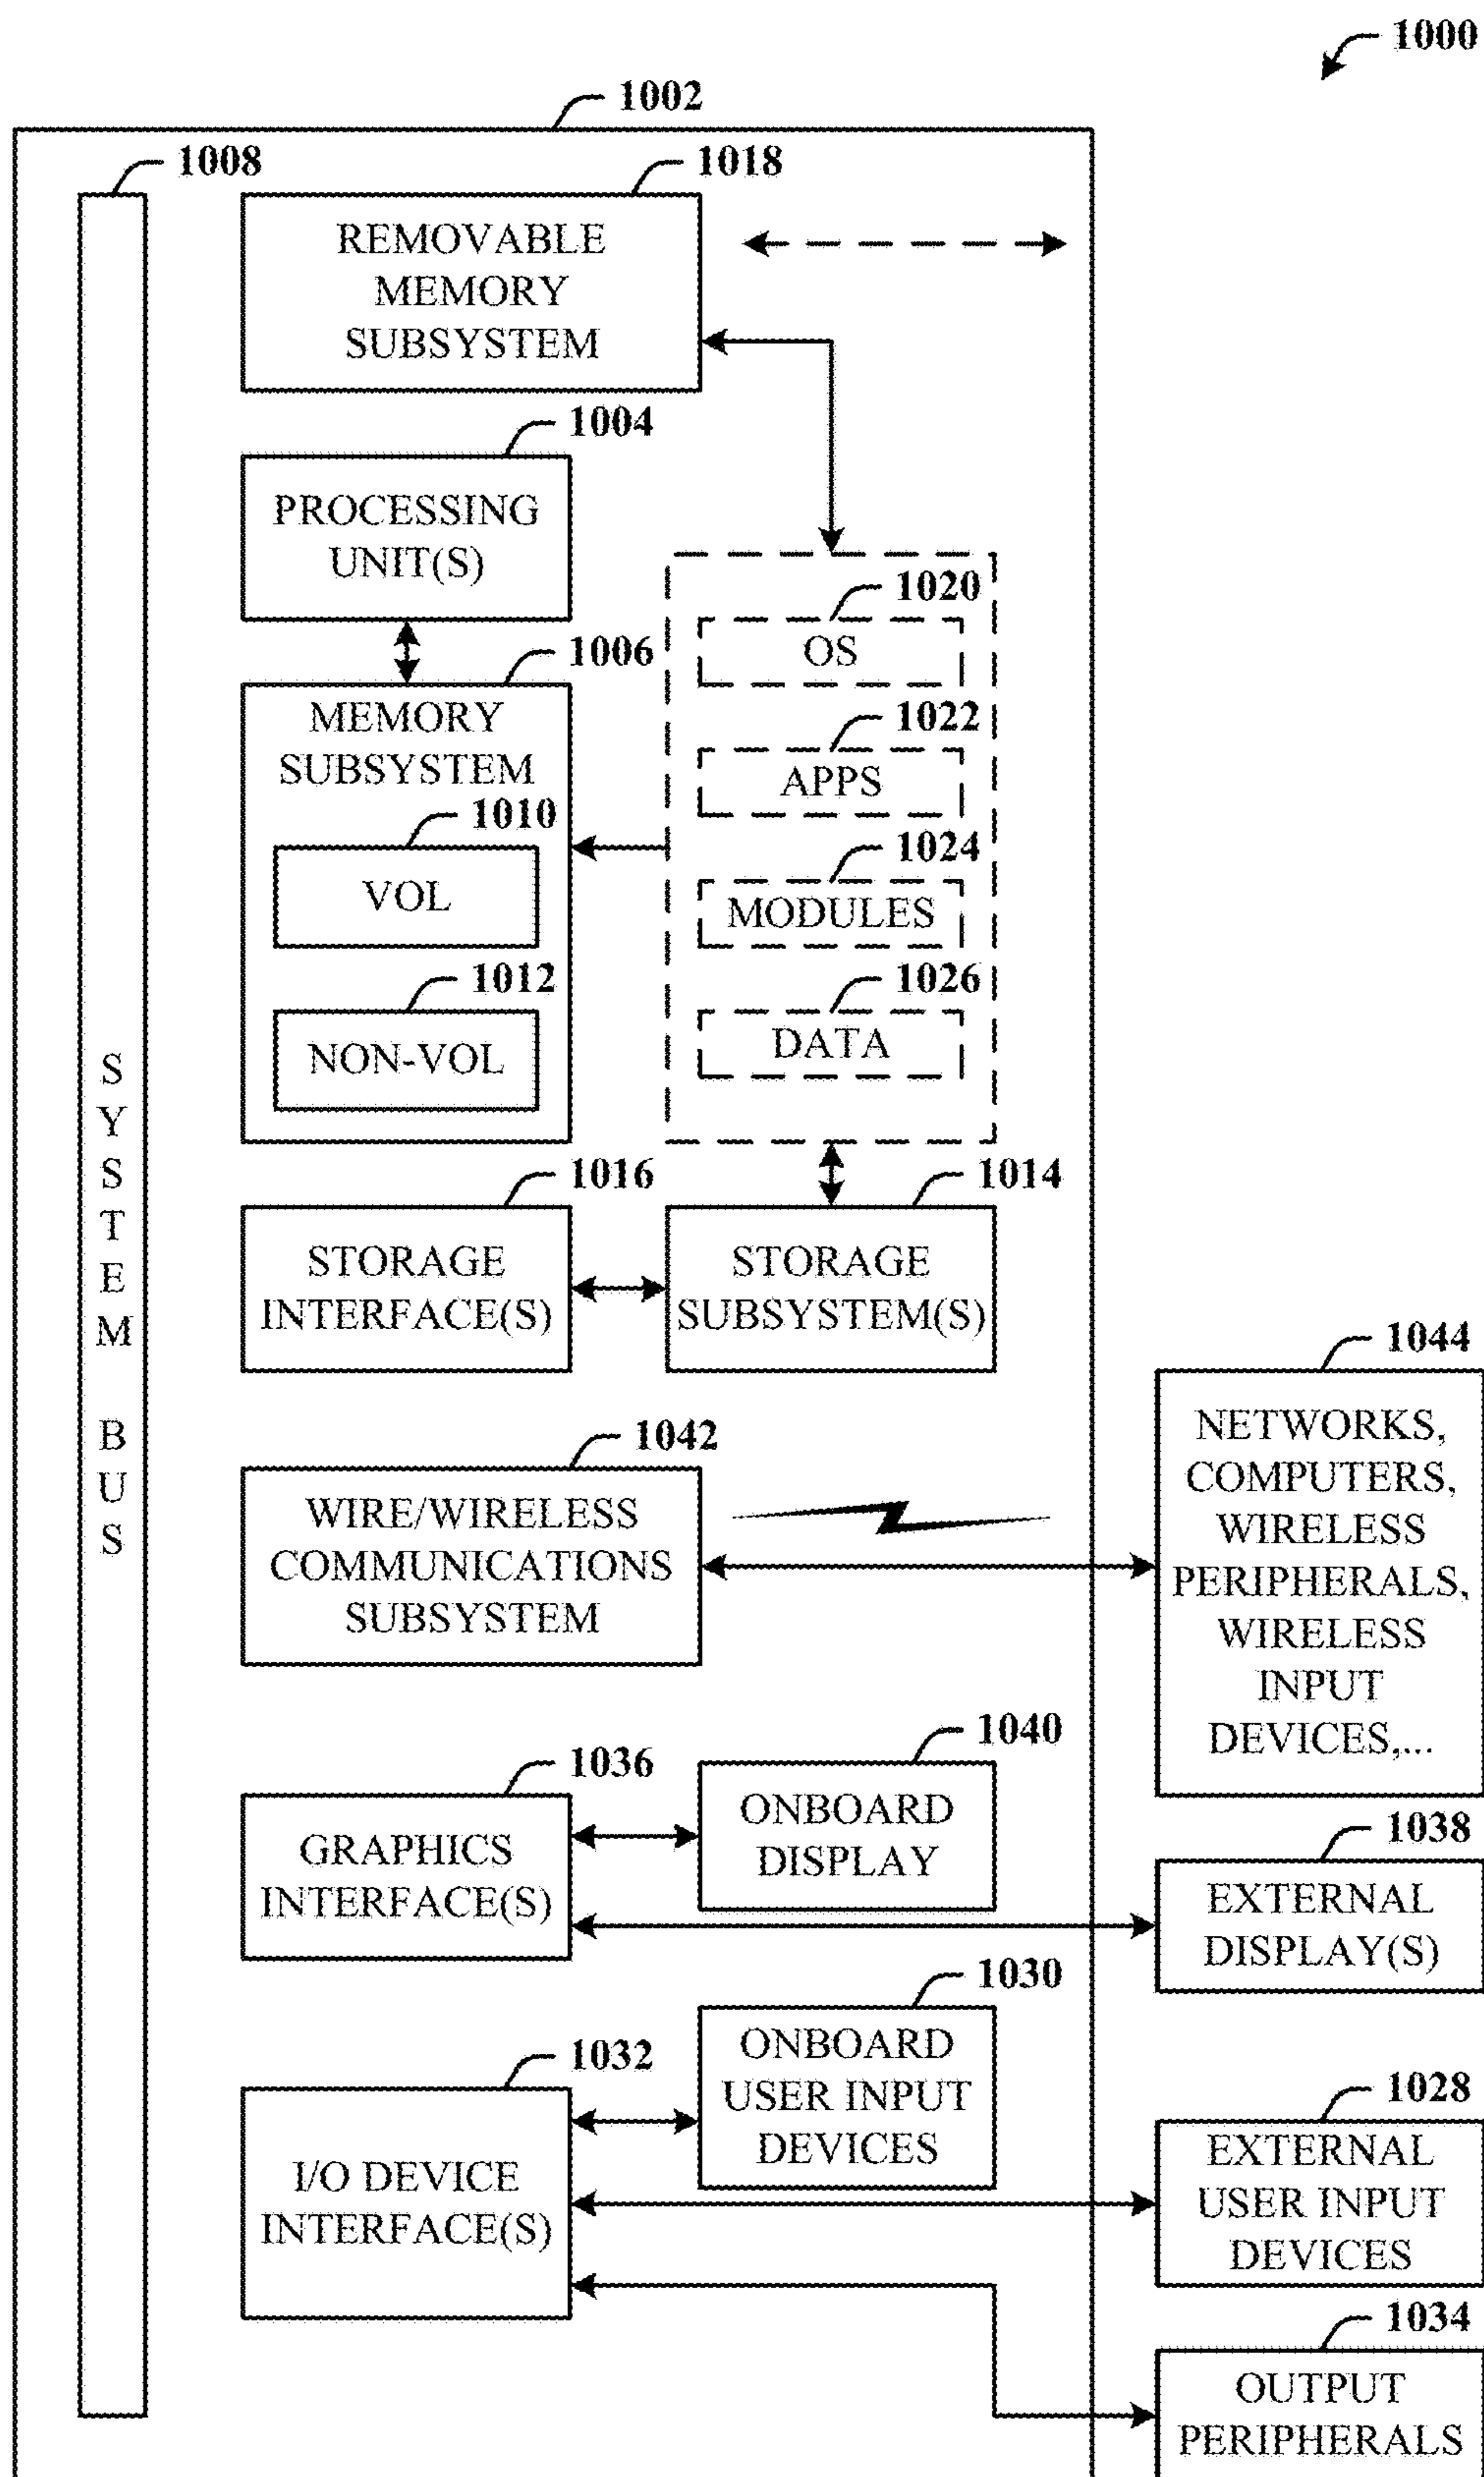 1000
1002
1008
1018
REMOVABLE
MEMORY
SUBSYSTEM
1004
PROCESSING
UNIT(S)
1006
MEMORY
SUBSYSTEM
1010
VOL
1012
NON-VOL
1020
OS
1022
APPS
1024
MODULES
1026
DATA
SYSTEM BUS
1016
STORAGE
INTERFACE(S)
1014
STORAGE
SUBSYSTEM(S)
1042
WIRE/WIRELESS
COMMUNICATIONS
SUBSYSTEM
1044
NETWORKS,
COMPUTERS,
WIRELESS
PERIPHERALS,
WIRELESS
INPUT
DEVICES,...
1036
GRAPHICS
INTERFACE(S)
1040
ONBOARD
DISPLAY
1038
EXTERNAL
DISPLAY(S)
1032
I/O DEVICE
INTERFACE(S)
1030
ONBOARD
USER INPUT
DEVICES
1028
EXTERNAL
USER INPUT
DEVICES
1034
OUTPUT
PERIPHERALS